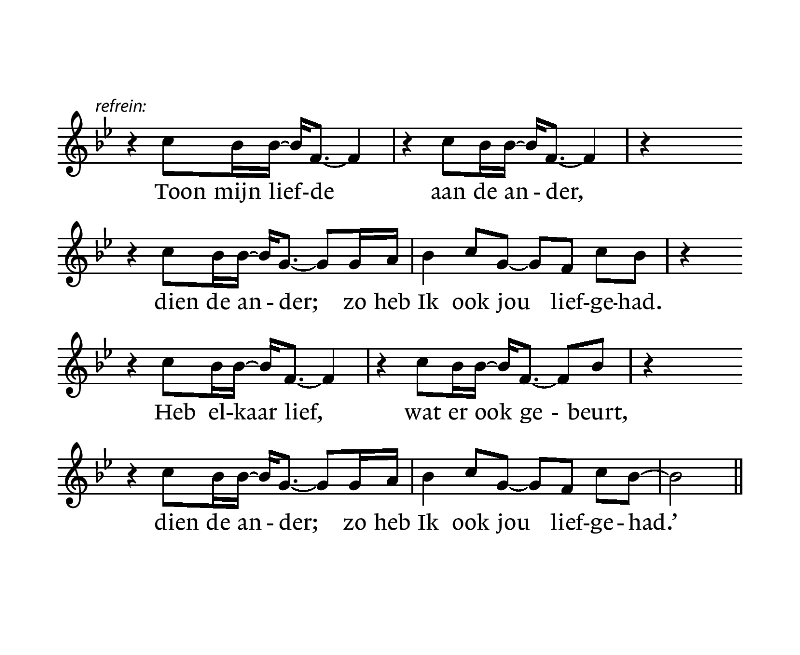 refrein:
Toon mijn lief-de aan de an - der,
dien de an - der; zo heb Ik ook jou lief-ge-had.
Heb el-kaar lief, wat er ook ge - beurt,
dien de an - der; zo heb Ik ook jou lief-ge-had.’